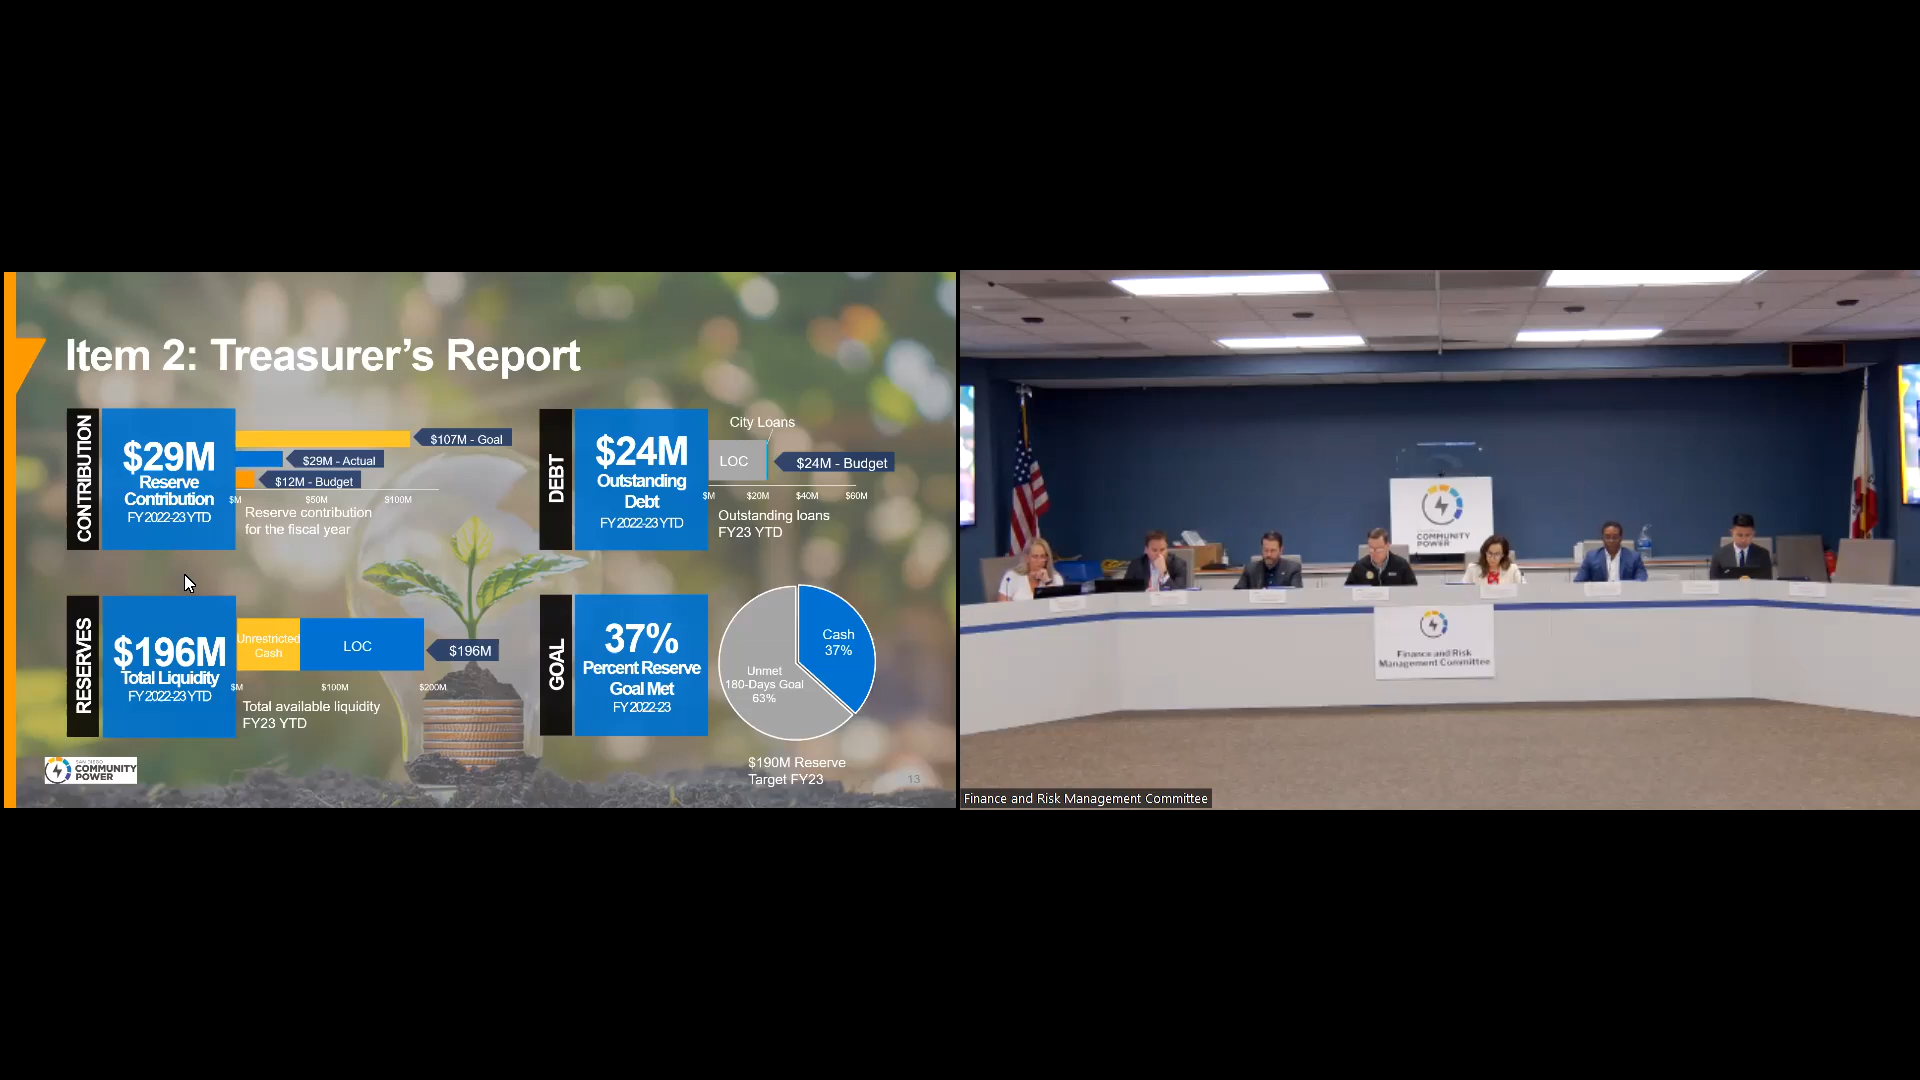 Item 2: Treasurer's Report
CONTRIBUTION
$29M
Reserve
Contribution
FY 2022-23 YTD
$107M - Goal
$29M - Actual
$12M - Budget
$M
$50M
$100M
Reserve contribution
for the fiscal year
DEBT
$24M
Outstanding
Debt
FY 2022-23 YTD
City Loans
LOC
$24M - Budget
$M
$20M
$40M
$60M
Outstanding loans
FY23 YTD
RESERVES
$196M
Total Liquidity
FY 2022-23 YTD
Unrestricted
Cash
LOC
$196M
$M
$100M
$200M
Total available liquidity
FY23 YTD
GOAL
37%
Percent Reserve
Goal Met
FY 2022-23
Cash
37%
Unmet
180-Days Goal
63%
$190M Reserve
Target FY23
SAN DIEGO
COMMUNITY
POWER
13
COMMUNITY
POWER
Finance and Risk
Management Committee
Finance and Risk Management Committee